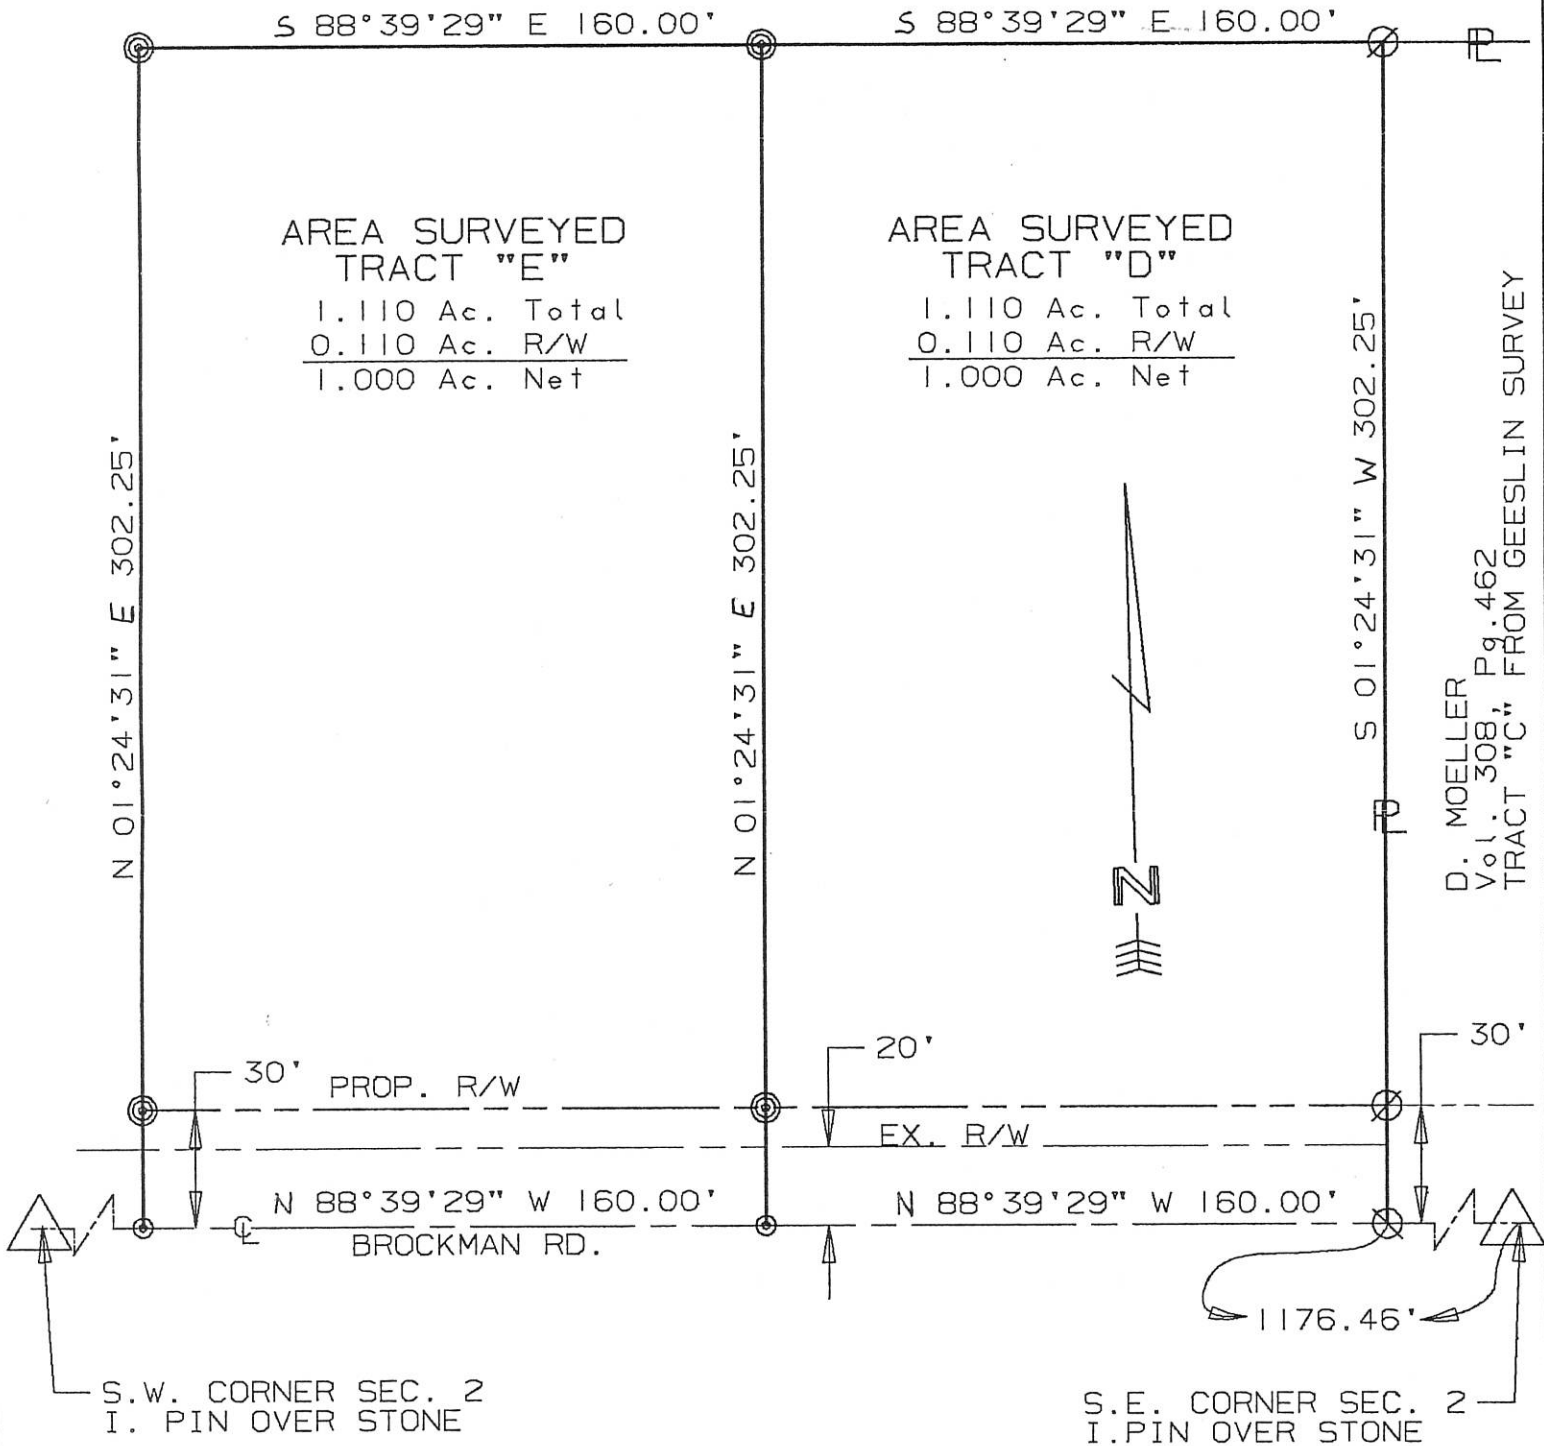 S 88°39'29" E 160.00'
S 88°39'29" E 160.00'
PL
AREA SURVEYED
TRACT "E"
1.110 Ac. Total
0.110 Ac. R/W
1.000 Ac. Net
AREA SURVEYED
TRACT "D"
1.110 Ac. Total
0.110 Ac. R/W
1.000 Ac. Net
N 01°24'31" E 302.25'
N 01°24'31" E 302.25'
S 01°24'31" W 302.25'
PL
D. MOELLER
Vol. 308, Pg.462
TRACT "C" FROM GEESLIN SURVEY
N
30'
PROP. R/W
20'
EX. R/W
30'
N 88°39'29" W 160.00'
N 88°39'29" W 160.00'
CL
BROCKMAN RD.
1176.46'
S.W. CORNER SEC. 2
I. PIN OVER STONE
S.E. CORNER SEC. 2
I.PIN OVER STONE